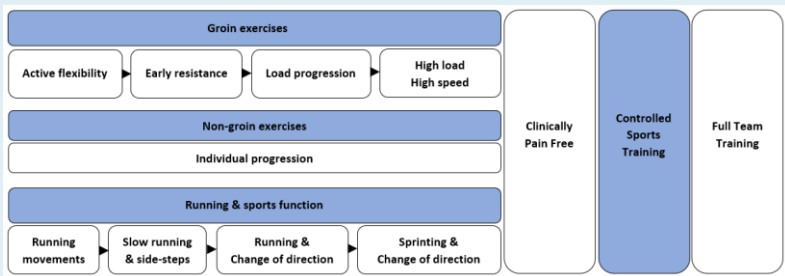 Groin exercises
Active flexibility
Early resistance
Load progression
High load
High speed
Non-groin exercises
Individual progression
Running & sports function
Running
movements
Slow running
& side-steps
Running &
Change of direction
Sprinting &
Change of direction
Clinically
Pain Free
Controlled
Sports
Training
Full Team
Training